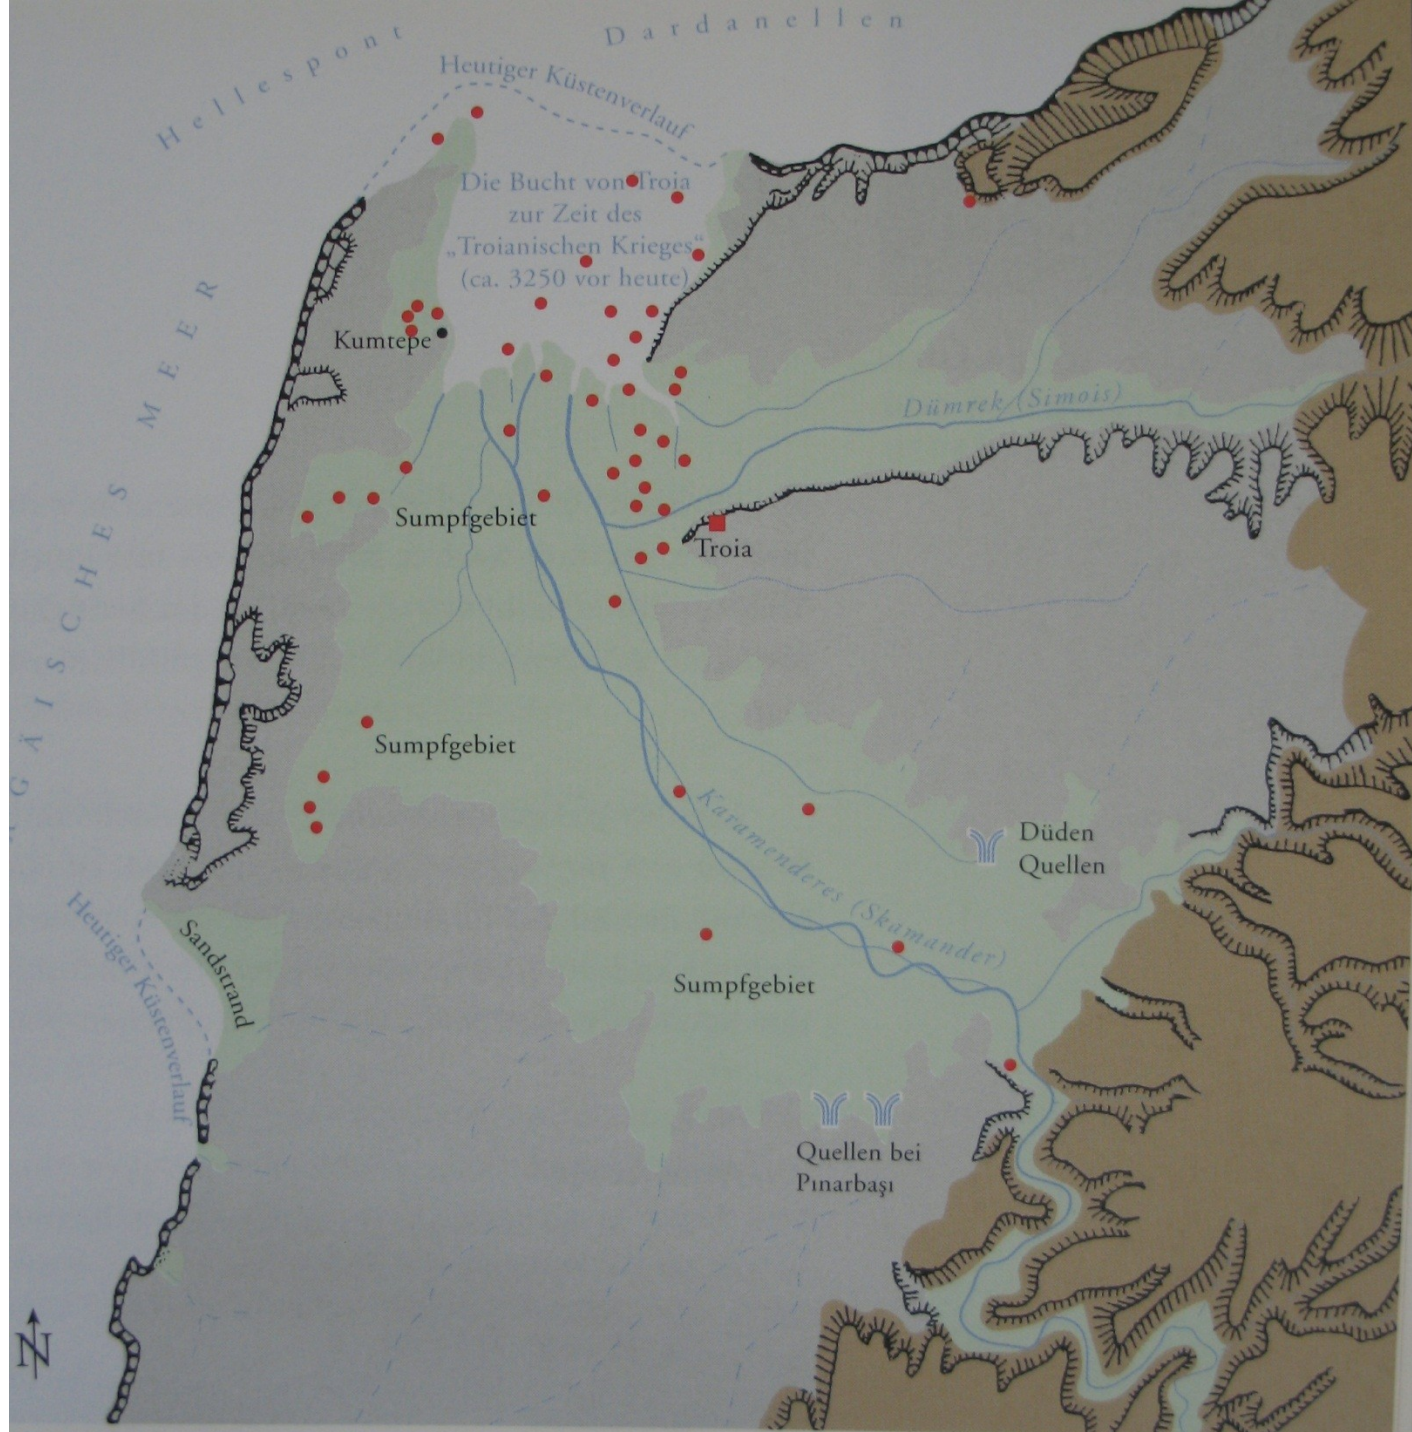 Hellespont
Dardanellen
Heutiger Küstenverlauf
Die Bucht von Troia
zur Zeit des
„Troianischen Krieges“
(ca. 3250 vor heute)
Kumtepe
GÄISCHES MEER
Dümrek (Simois)
Sumpfgebiet
Troia
Sumpfgebiet
Karamenderes (Skamander)
Düden
Quellen
Heutiger Küstenverlauf
Sandstrand
Sumpfgebiet
Quellen bei
Pınarbaşı
N